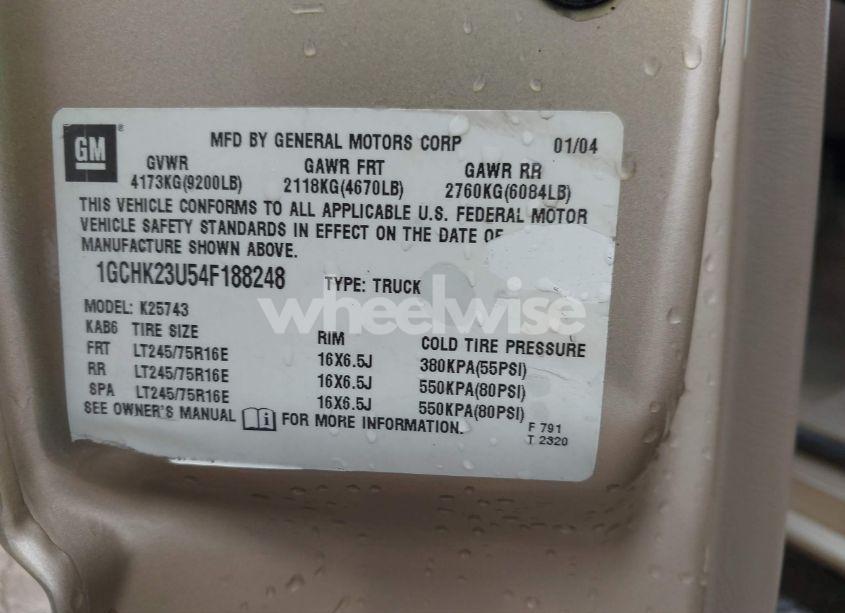 GM ®
MFD BY GENERAL MOTORS CORP 01/04
GVWR GAWR FRT GAWR RR
4173KG(9200LB) 2118KG(4670LB) 2760KG(6084LB)
THIS VEHICLE CONFORMS TO ALL APPLICABLE U.S. FEDERAL MOTOR
VEHICLE SAFETY STANDARDS IN EFFECT ON THE DATE OF
MANUFACTURE SHOWN ABOVE.
1GCHK23U54F188248 TYPE: TRUCK
wheelwise
MODEL: K25743
KAB6 TIRE SIZE RIM COLD TIRE PRESSURE
FRT LT245/75R16E 16X6.5J 380KPA(55PSI)
RR LT245/75R16E 16X6.5J 550KPA(80PSI)
SPA LT245/75R16E 16X6.5J 550KPA(80PSI)
SEE OWNER'S MANUAL i FOR MORE INFORMATION.
F 791
T 2320